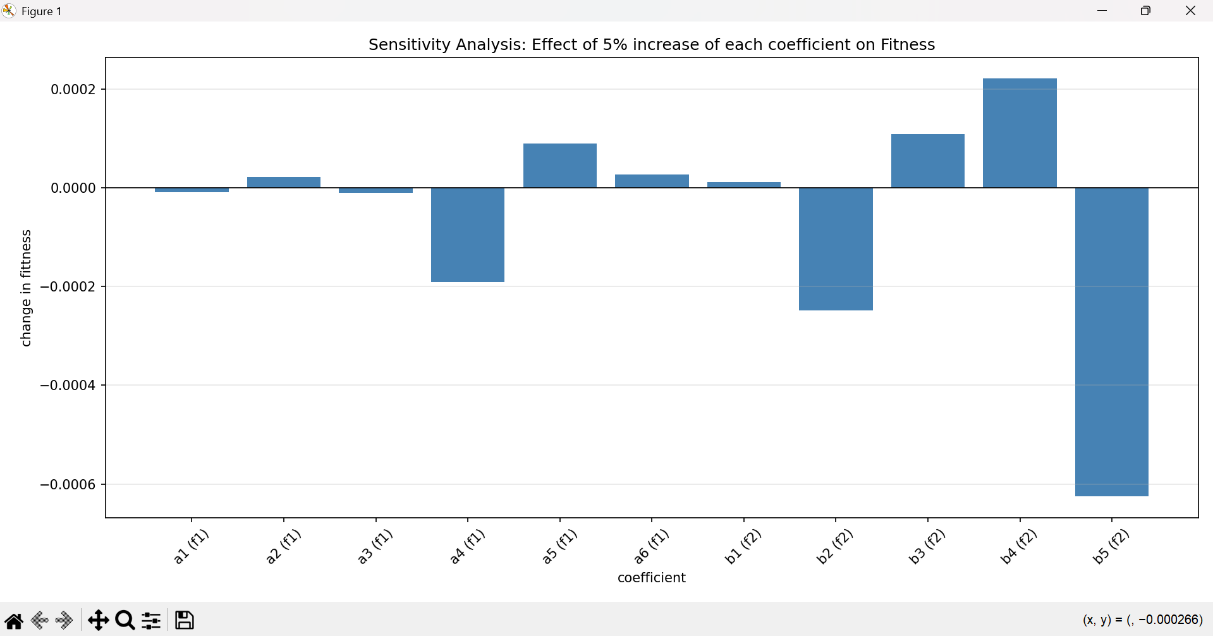 Figure 1
Sensitivity Analysis: Effect of 5% increase of each coefficient on Fitness
0.0002
0.0000
−0.0002
−0.0004
−0.0006
change in fittness
a1 (f1)
a2 (f1)
a3 (f1)
a4 (f1)
a5 (f1)
a6 (f1)
b1 (f2)
b2 (f2)
b3 (f2)
b4 (f2)
b5 (f2)
coefficient
(x, y) = (, −0.000266)